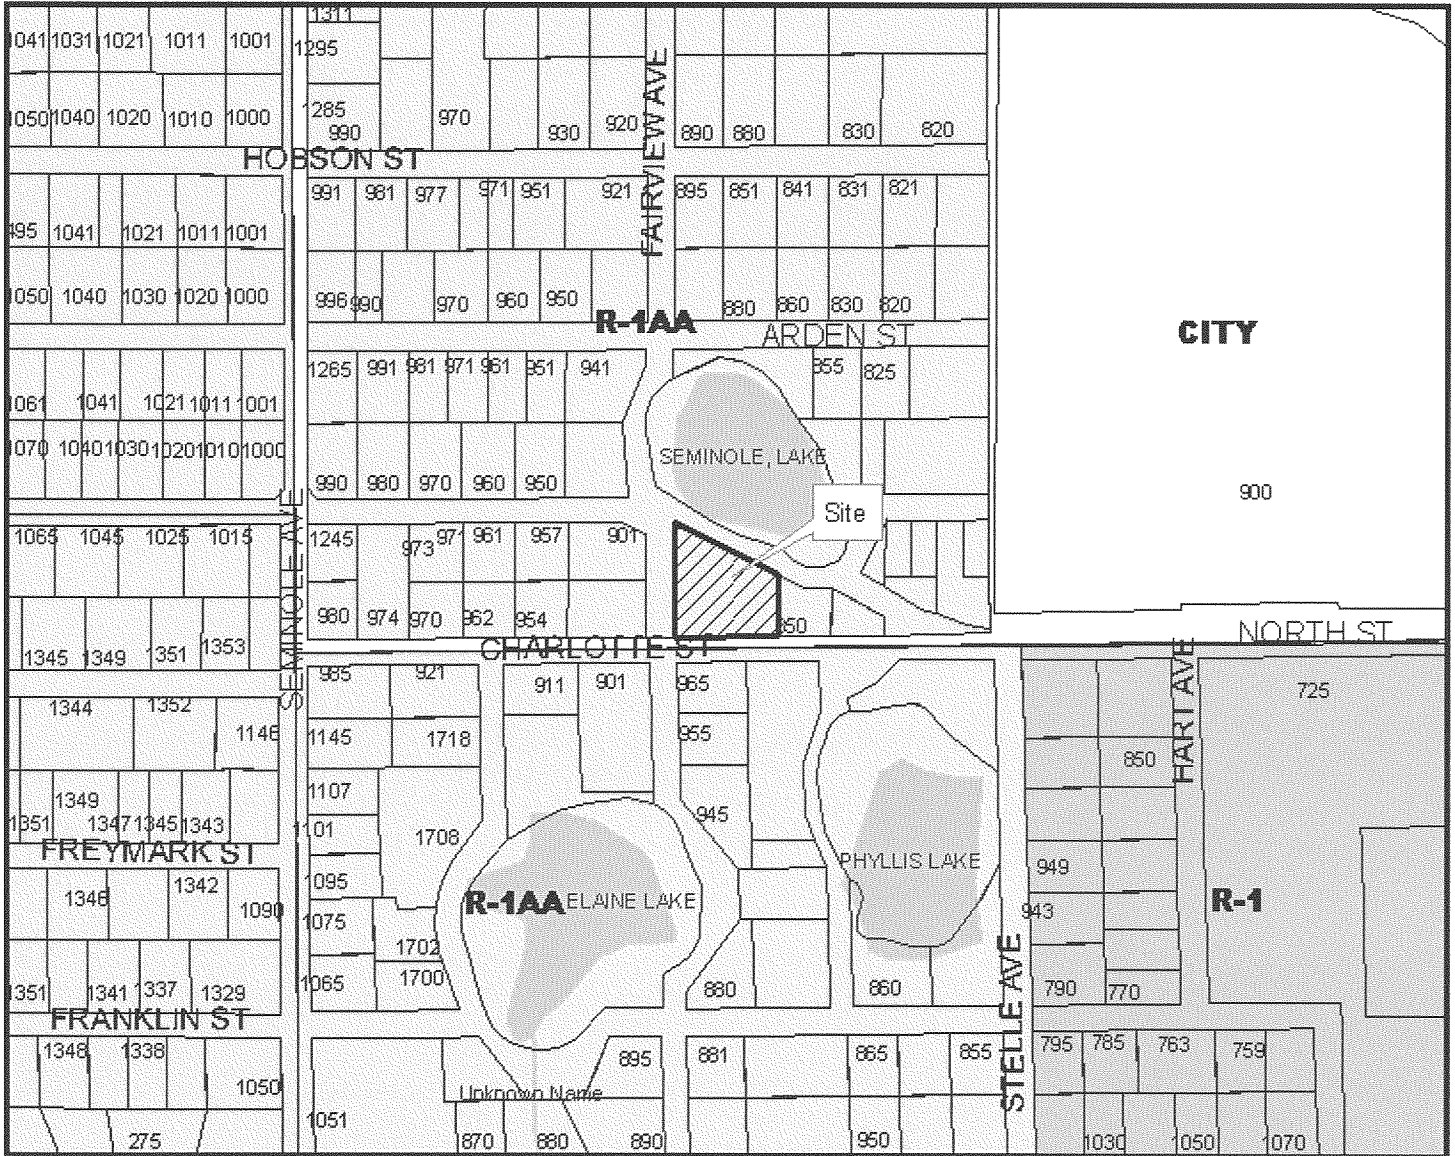 1311
1041 1031 1021 1011 1001
1295
1285
1050 1040 1020 1010 1000
990 970 930 920 890 880 830 820
FAIRVIEW AVE
HOBSON ST
991 981 977 971 951 921 895 851 841 831 821
495 1041 1021 1011 1001
1050 1040 1030 1020 1000
996 990 970 960 950 880 860 830 820
R-1AA
ARDEN ST
CITY
1265 991 981 971 961 951 941 855 825
1061 1041 1021 1011 1001
1070 1040 1030 1020 1010 1000
SEMINOLE, LAKE
990 980 970 960 950
900
Site
SEMINOLE AVE
1065 1045 1025 1015
1245 973 971 961 957 901
980 974 970 962 954 850
CHARLOTTE ST
NORTH ST
1345 1349 1351 1353
985 921 911 901 965
HART AVE
725
1344 1352 1146
1145 1718 955
850
1349
1107
1351 1347 1345 1343
1101 1708 945
FREYMARK ST
PHYLLIS LAKE
949
1346 1342 1090
1095
R-1AA
ELAINE LAKE
943
R-1
1075 1702
1351 1341 1337 1329
1065 1700
880 860
STELLE AVE
790 770
FRANKLIN ST
1348 1338 1050
895 881 865 855
795 785 763 759
Unknown Name
1051
275
870 880 890 950
1030 1050 1070